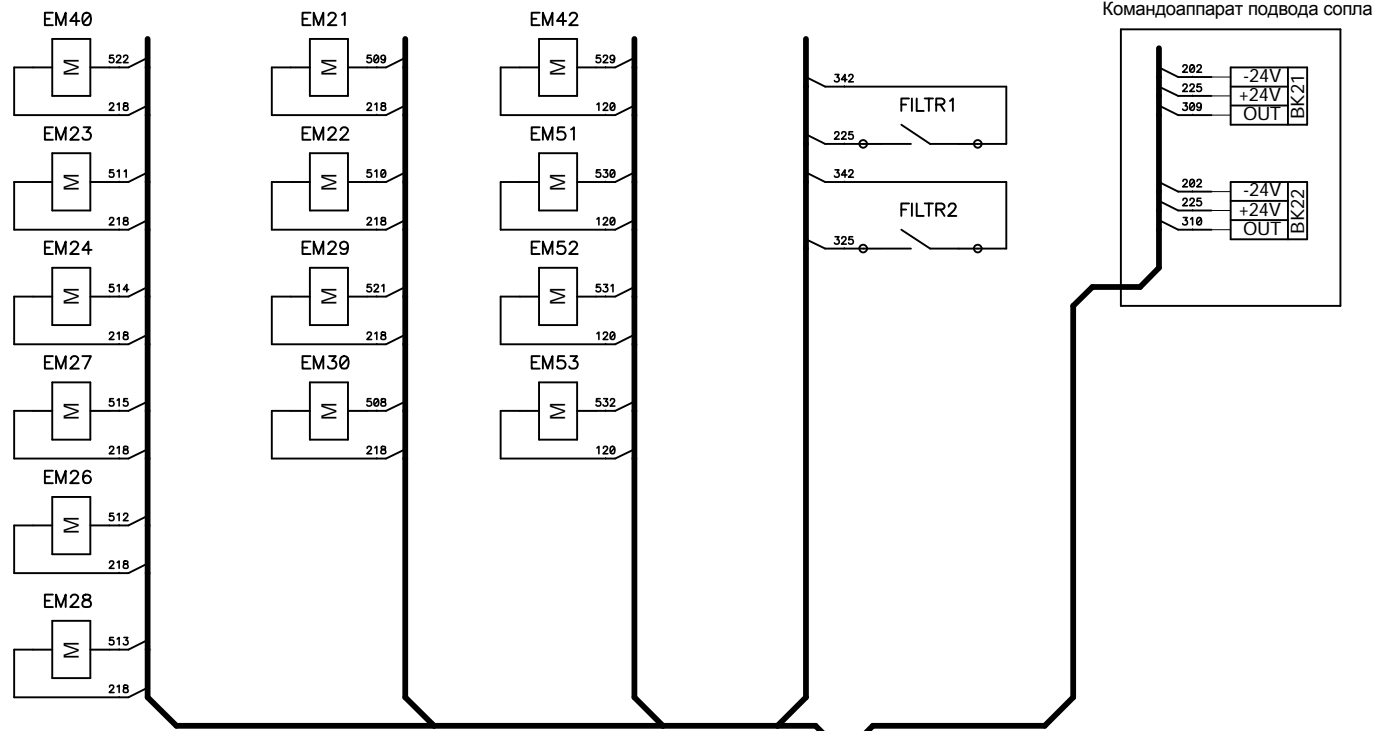 Командоаппарат подвода сопла
EM40
M
522
218
EM23
M
511
218
EM24
M
514
218
EM27
M
515
218
EM26
M
512
218
EM28
M
513
218
EM21
M
509
218
EM22
M
510
218
EM29
M
521
218
EM30
M
508
218
EM42
M
529
120
EM51
M
530
120
EM52
M
531
120
EM53
M
532
120
342
FILTR1
225
342
FILTR2
325
202 -24V
225 +24V
309 OUT
BK21
202 -24V
225 +24V
310 OUT
BK22